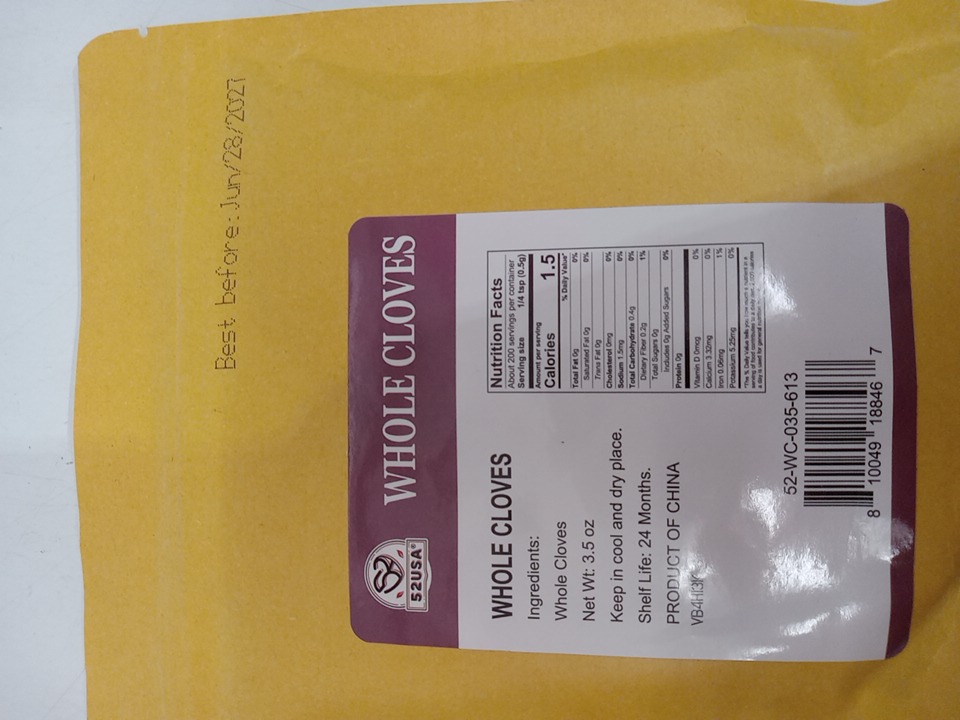 Best before: Jun/28/2027
52USA®
WHOLE CLOVES
WHOLE CLOVES
Ingredients:
Whole Cloves
Net Wt: 3.5 oz
Keep in cool and dry place.
Shelf Life: 24 Months.
PRODUCT OF CHINA
Nutrition Facts
About 200 servings per container
Serving size 1/4 tsp (0.5g)
Amount per serving
Calories 1.5
% Daily Value*
Total Fat 0g 0%
Saturated Fat 0g 0%
Trans Fat 0g
Cholesterol 0mg 0%
Sodium 1.5mg 0%
Total Carbohydrate 0.4g 0%
Dietary Fiber 0.2g 1%
Total Sugars 0g
Includes 0g Added Sugars 0%
Protein 0g
Vitamin D 0mcg 0%
Calcium 3.32mg 0%
Iron 0.06mg 1%
Potassium 5.25mg 0%
52-WC-035-613
8 10049 18846 7